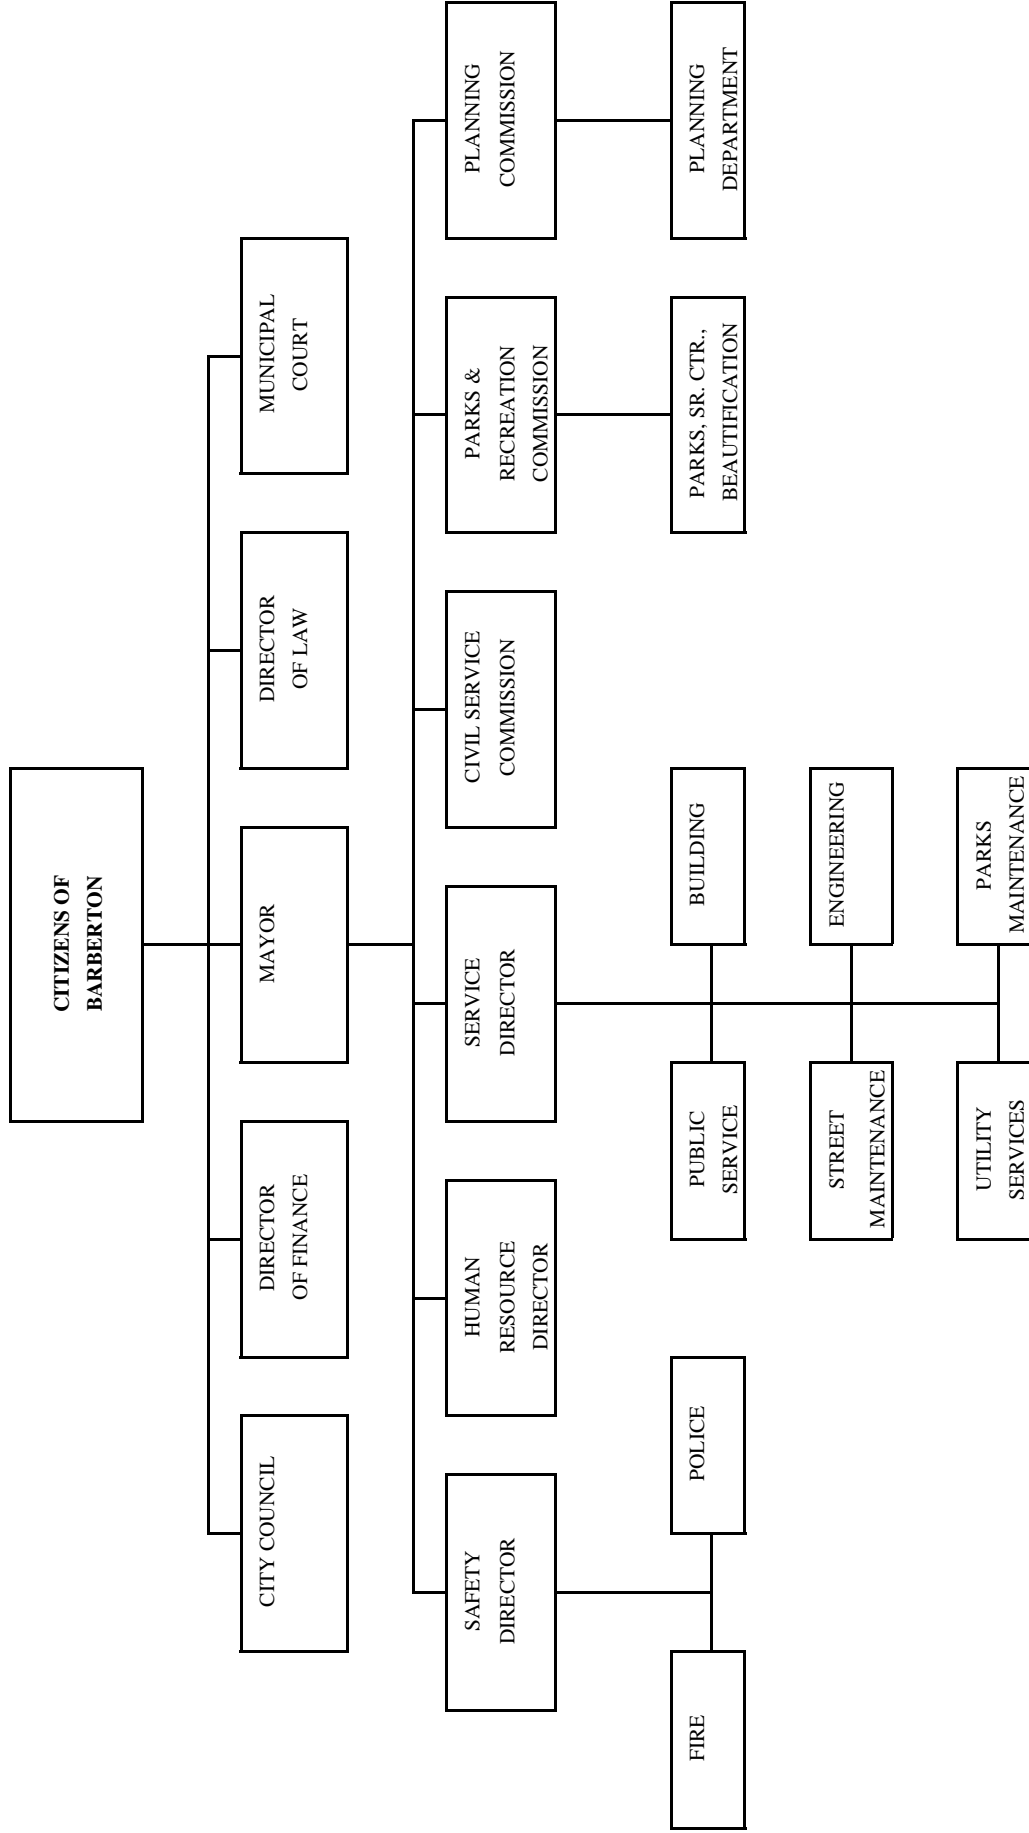 CITIZENS OF
BARBERTON
CITY COUNCIL
DIRECTOR
OF FINANCE
MAYOR
DIRECTOR
OF LAW
MUNICIPAL
COURT
SAFETY
DIRECTOR
HUMAN
RESOURCE
DIRECTOR
SERVICE
DIRECTOR
CIVIL SERVICE
COMMISSION
PARKS &
RECREATION
COMMISSION
PLANNING
COMMISSION
FIRE
POLICE
PUBLIC
SERVICE
BUILDING
PARKS, SR. CTR.,
BEAUTIFICATION
PLANNING
DEPARTMENT
STREET
MAINTENANCE
ENGINEERING
UTILITY
SERVICES
PARKS
MAINTENANCE